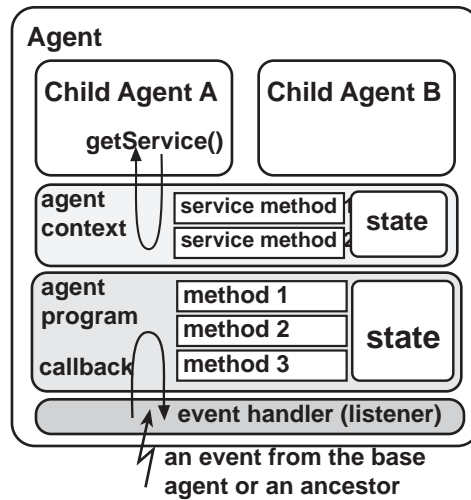 Agent
Child Agent A
Child Agent B
getService()
agent
context
service method 1
service method 2
state
agent
program
method 1
method 2
method 3
state
callback
event handler (listener)
an event from the base
agent or an ancestor